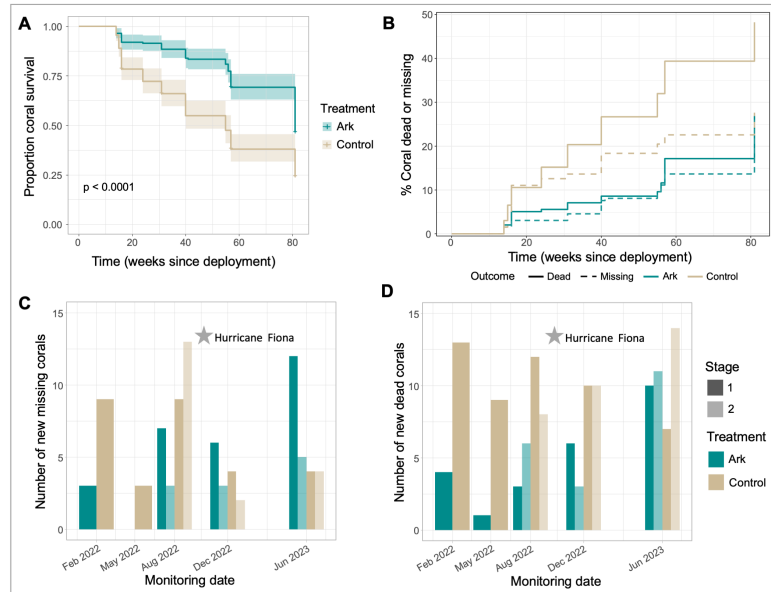 A
1.00
0.75
0.50
0.25
0.00
Proportion coral survival
p < 0.0001
0
20
40
60
80
Time (weeks since deployment)
Treatment
Ark
Control
B
50
40
30
20
10
0
% Coral dead or missing
0
20
40
60
80
Time (weeks since deployment)
Outcome
Dead
Missing
Ark
Control
C
15
10
5
0
Number of new missing corals
Hurricane Fiona
Feb 2022
May 2022
Aug 2022
Dec 2022
Jun 2023
Monitoring date
D
15
10
5
0
Number of new dead corals
Hurricane Fiona
Feb 2022
May 2022
Aug 2022
Dec 2022
Jun 2023
Monitoring date
Stage
1
2
Treatment
Ark
Control